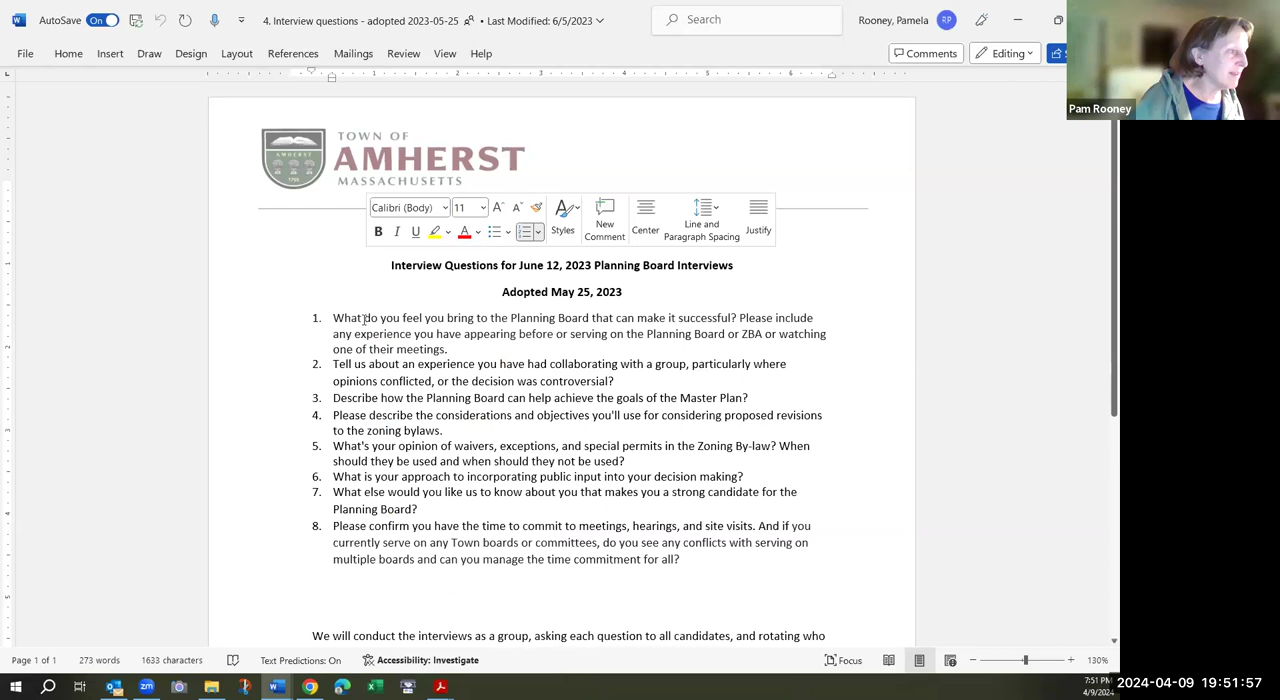 AutoSave
On
4. Interview questions - adopted 2023-05-25
• Last Modified: 6/5/2023
Search
Rooney, Pamela
RP
File
Home
Insert
Draw
Design
Layout
References
Mailings
Review
View
Help
Comments
Editing
Pam Rooney
TOWN OF
AMHERST
MASSACHUSETTS
AMHERST
Calibri (Body)
11
B
I
U
Styles
New
Comment
Center
Line and
Paragraph Spacing
Justify
Interview Questions for June 12, 2023 Planning Board Interviews
Adopted May 25, 2023
1. What do you feel you bring to the Planning Board that can make it successful? Please include
any experience you have appearing before or serving on the Planning Board or ZBA or watching
one of their meetings.
2. Tell us about an experience you have had collaborating with a group, particularly where
opinions conflicted, or the decision was controversial?
3. Describe how the Planning Board can help achieve the goals of the Master Plan?
4. Please describe the considerations and objectives you'll use for considering proposed revisions
to the zoning bylaws.
5. What's your opinion of waivers, exceptions, and special permits in the Zoning By-law? When
should they be used and when should they not be used?
6. What is your approach to incorporating public input into your decision making?
7. What else would you like us to know about you that makes you a strong candidate for the
Planning Board?
8. Please confirm you have the time to commit to meetings, hearings, and site visits. And if you
currently serve on any Town boards or committees, do you see any conflicts with serving on
multiple boards and can you manage the time commitment for all?
We will conduct the interviews as a group, asking each question to all candidates, and rotating who
Page 1 of 1
273 words
1633 characters
Text Predictions: On
Accessibility: Investigate
Focus
130%
7:51 PM
4/9/2024
2024-04-09 19:51:57